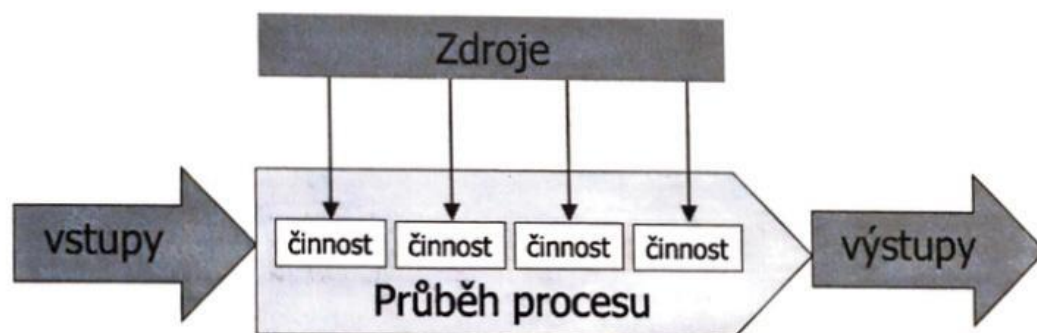 Zdroje
vstupy
činnost
činnost
činnost
činnost
výstupy
Průběh procesu